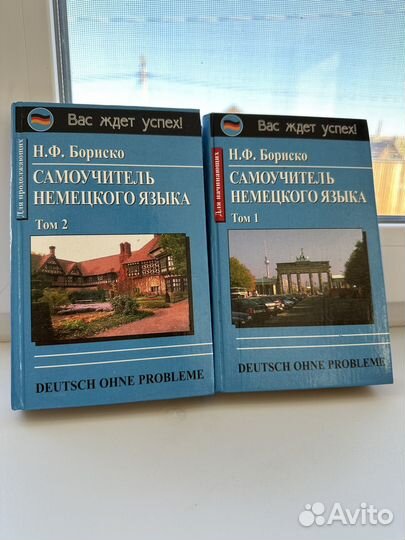 Вас ждет успех!
Для продолжающих
Н.Ф. Бориско
САМОУЧИТЕЛЬ
НЕМЕЦКОГО ЯЗЫКА
Том 2
DEUTSCH OHNE PROBLEME
Вас ждет успех!
Для начинающих
Н.Ф. Бориско
САМОУЧИТЕЛЬ
НЕМЕЦКОГО ЯЗЫКА
Том 1
DEUTSCH OHNE PROBLEME
Avito